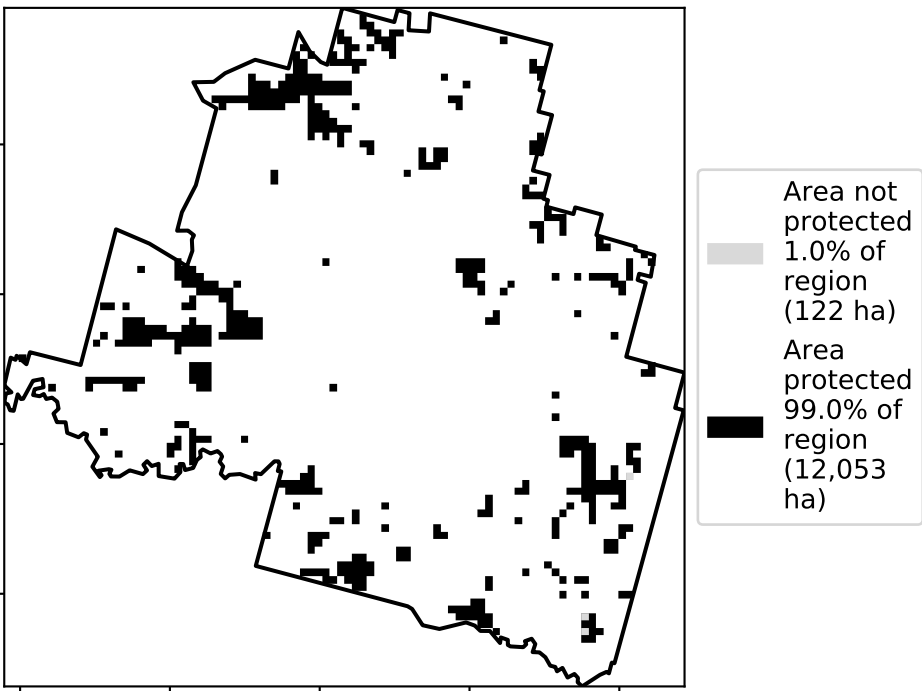 Area not
protected
1.0% of
region
(122 ha)
Area
protected
99.0% of
region
(12,053
ha)